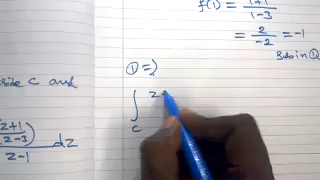 f(1) = 1+1 / 1-3
= 2 / -2 = -1
Sub in ①
side C and
① ⇒
(z+1 / z-3) / z-1 dz
∫ z
C